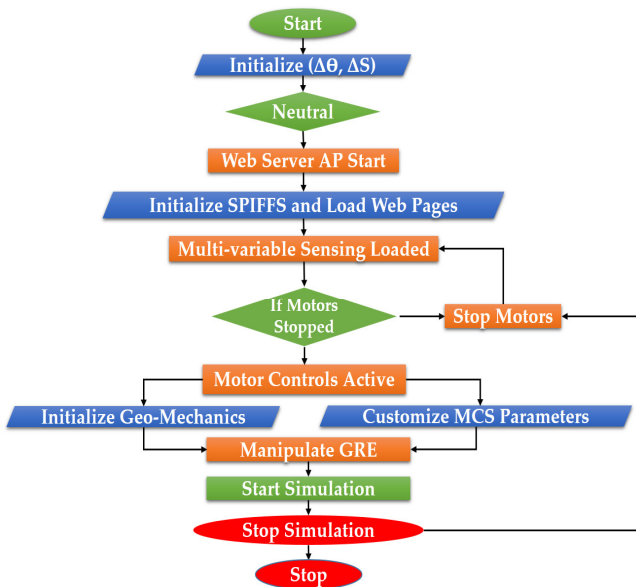 Start
Initialize (Δθ, ΔS)
Neutral
Web Server AP Start
Initialize SPIFFS and Load Web Pages
Multi-variable Sensing Loaded
If Motors
Stopped
Stop Motors
Motor Controls Active
Initialize Geo-Mechanics
Customize MCS Parameters
Manipulate GRE
Start Simulation
Stop Simulation
Stop